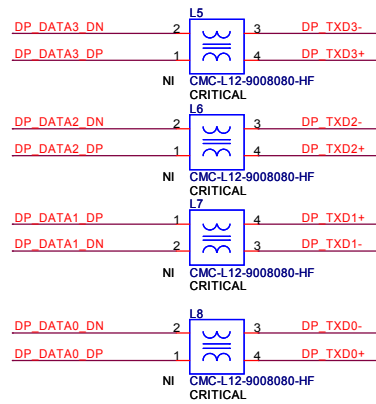 L5
DP_DATA3_DN 2 3 DP_TXD3-
DP_DATA3_DP 1 4 DP_TXD3+
NI CMC-L12-9008080-HF
CRITICAL
L6
DP_DATA2_DN 2 3 DP_TXD2-
DP_DATA2_DP 1 4 DP_TXD2+
NI CMC-L12-9008080-HF
CRITICAL
L7
DP_DATA1_DP 1 4 DP_TXD1+
DP_DATA1_DN 2 3 DP_TXD1-
NI CMC-L12-9008080-HF
CRITICAL
L8
DP_DATA0_DN 2 3 DP_TXD0-
DP_DATA0_DP 1 4 DP_TXD0+
NI CMC-L12-9008080-HF
CRITICAL